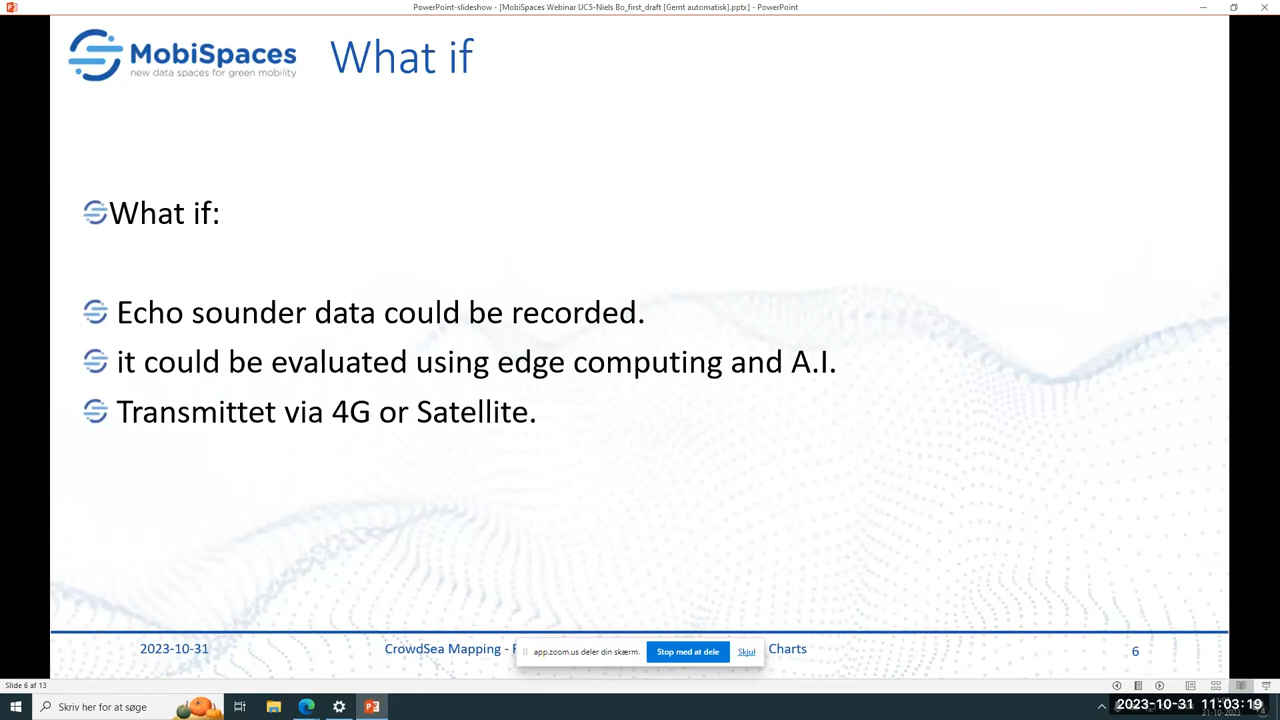 PowerPoint-slideshow - [MobiSpaces Webinar UC5-Niels Bo_first_draft [Gemt automatisk].pptx] - PowerPoint
MobiSpaces
new data spaces for green mobility
What if
What if:
Echo sounder data could be recorded.
it could be evaluated using edge computing and A.I.
Transmittet via 4G or Satellite.
2023-10-31
CrowdSea Mapping -
Charts
6
app.zoom.us deler din skærm.
Stop med at dele
Skjul
Slide 6 af 13
Skriv her for at søge
2023-10-31 11:03:19